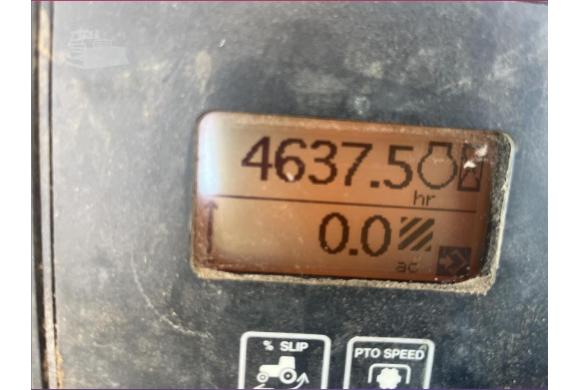 4637.5
hr
0.0
ac
% SLIP
PTO SPEED